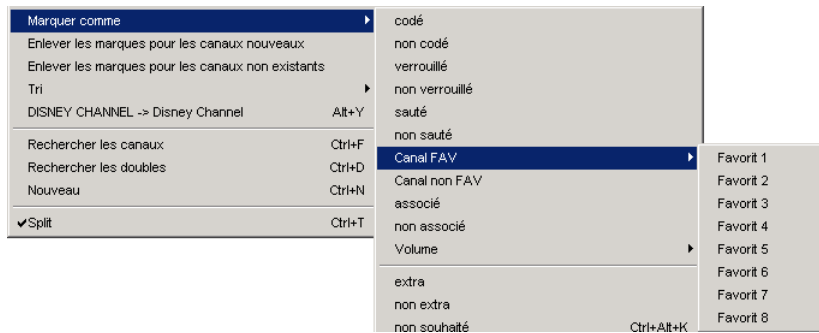 Marquer comme
Enlever les marques pour les canaux nouveaux
Enlever les marques pour les canaux non existants
Tri
DISNEY CHANNEL -> Disney Channel Alt+Y
Rechercher les canaux Ctrl+F
Rechercher les doubles Ctrl+D
Nouveau Ctrl+N
Split Ctrl+T
codé
non codé
verrouillé
non verrouillé
sauté
non sauté
Canal FAV
Canal non FAV
associé
non associé
Volume
extra
non extra
non souhaité Ctrl+Alt+K
Favorit 1
Favorit 2
Favorit 3
Favorit 4
Favorit 5
Favorit 6
Favorit 7
Favorit 8